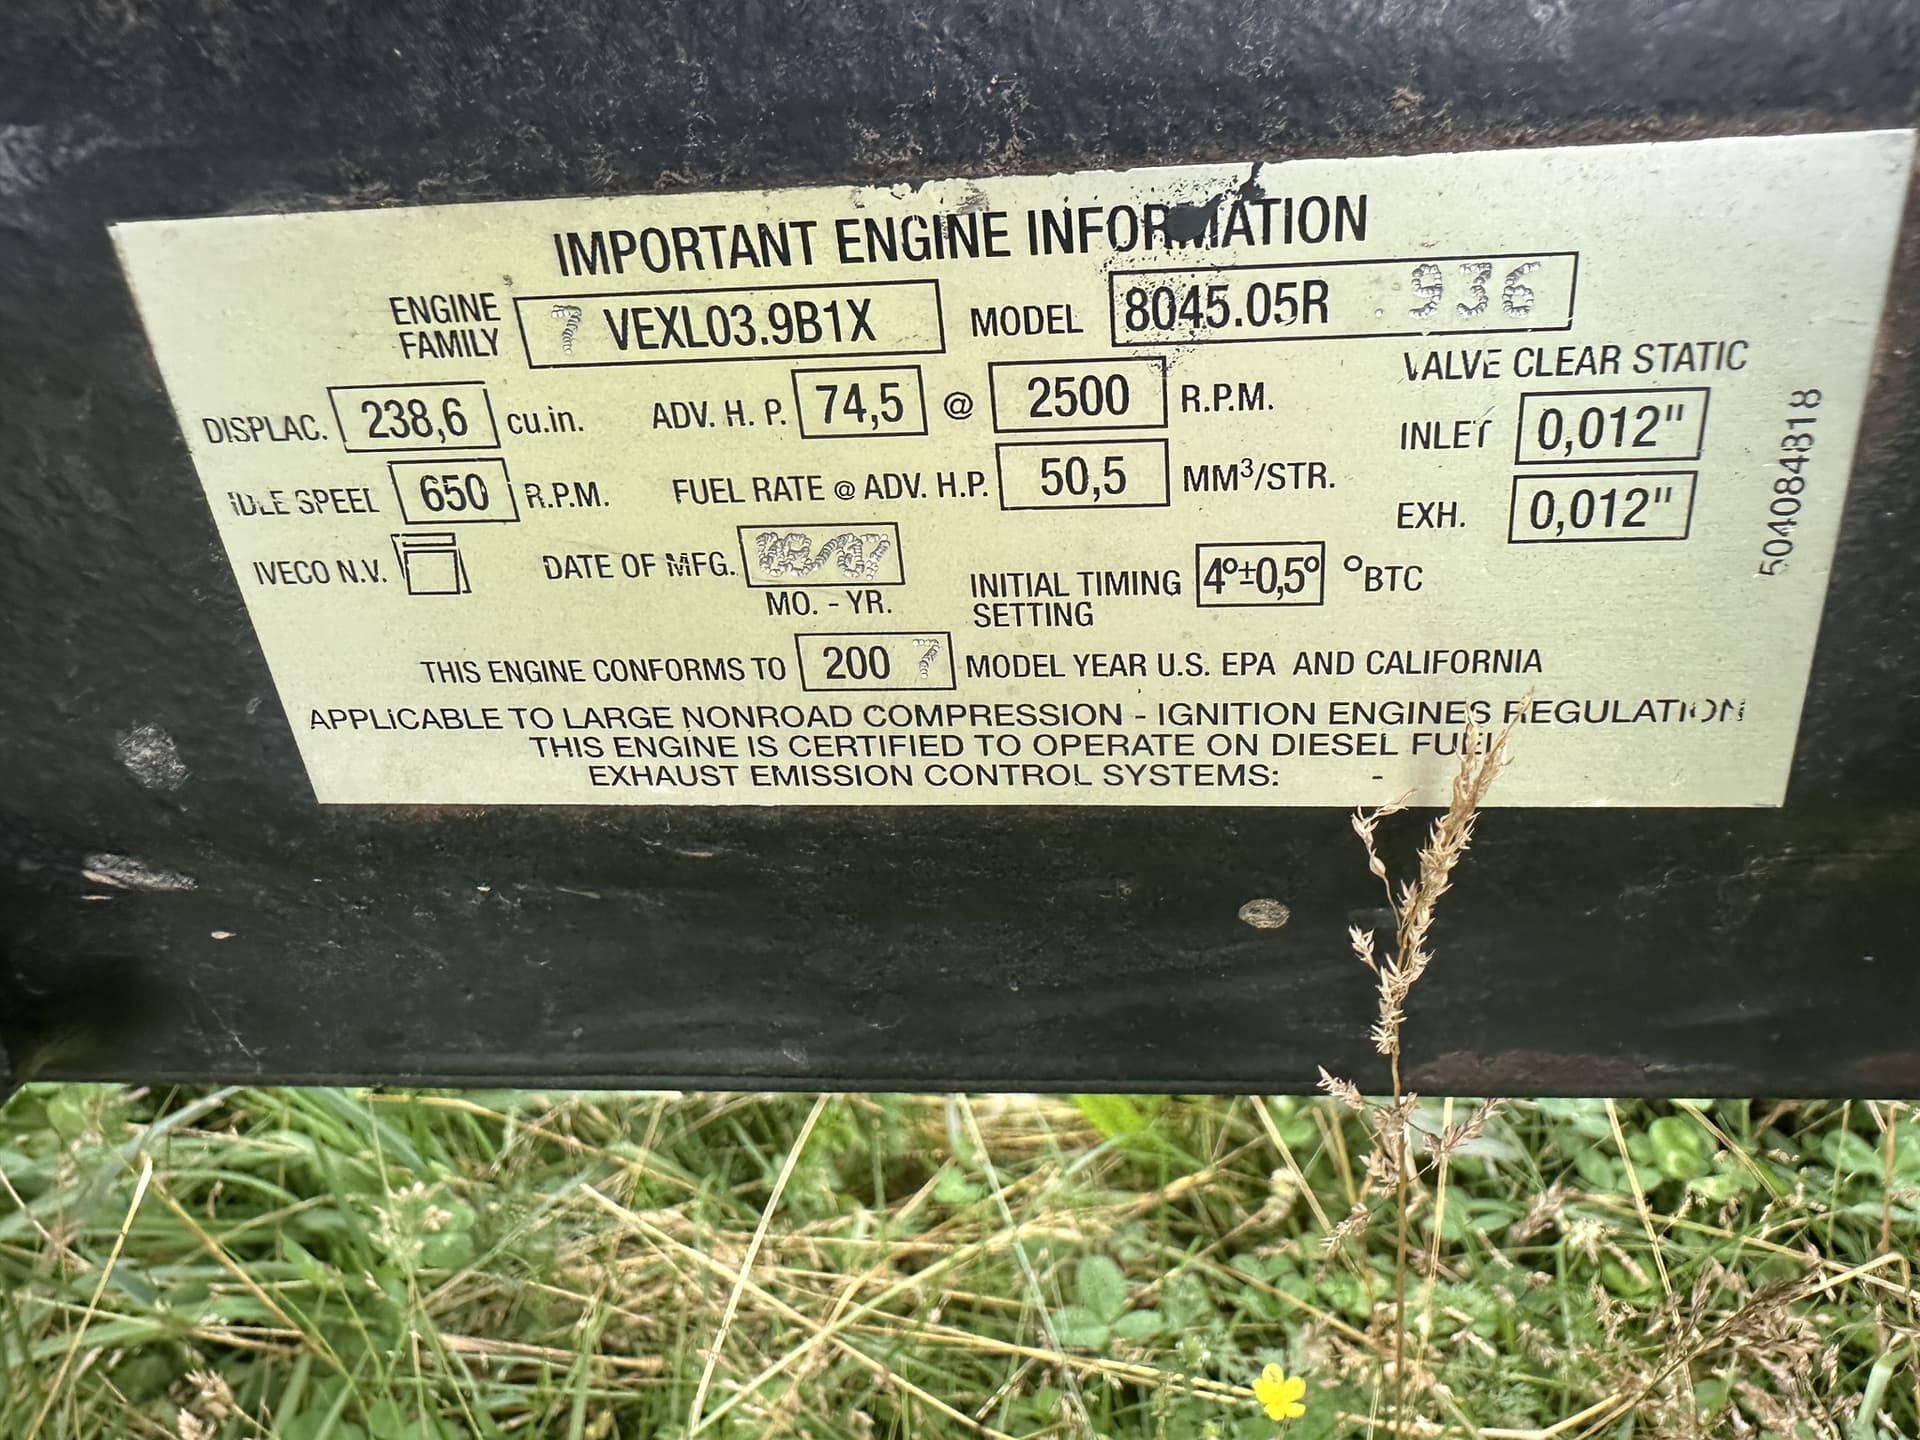 IMPORTANT ENGINE INFORMATION
ENGINE FAMILY 7 VEXL03.9B1X MODEL 8045.05R .936
DISPLAC. 238,6 cu.in. ADV. H. P. 74,5 @ 2500 R.P.M.
VALVE CLEAR STATIC
INLET 0,012"
IDLE SPEED 650 R.P.M. FUEL RATE @ ADV. H.P. 50,5 MM³/STR.
EXH. 0,012"
IVECO N.V. DATE OF MFG.
MO. - YR.
INITIAL TIMING SETTING 4°±0,5° °BTC
THIS ENGINE CONFORMS TO 200 7 MODEL YEAR U.S. EPA AND CALIFORNIA
APPLICABLE TO LARGE NONROAD COMPRESSION - IGNITION ENGINES REGULATION
THIS ENGINE IS CERTIFIED TO OPERATE ON DIESEL FUEL
EXHAUST EMISSION CONTROL SYSTEMS: -
504084818